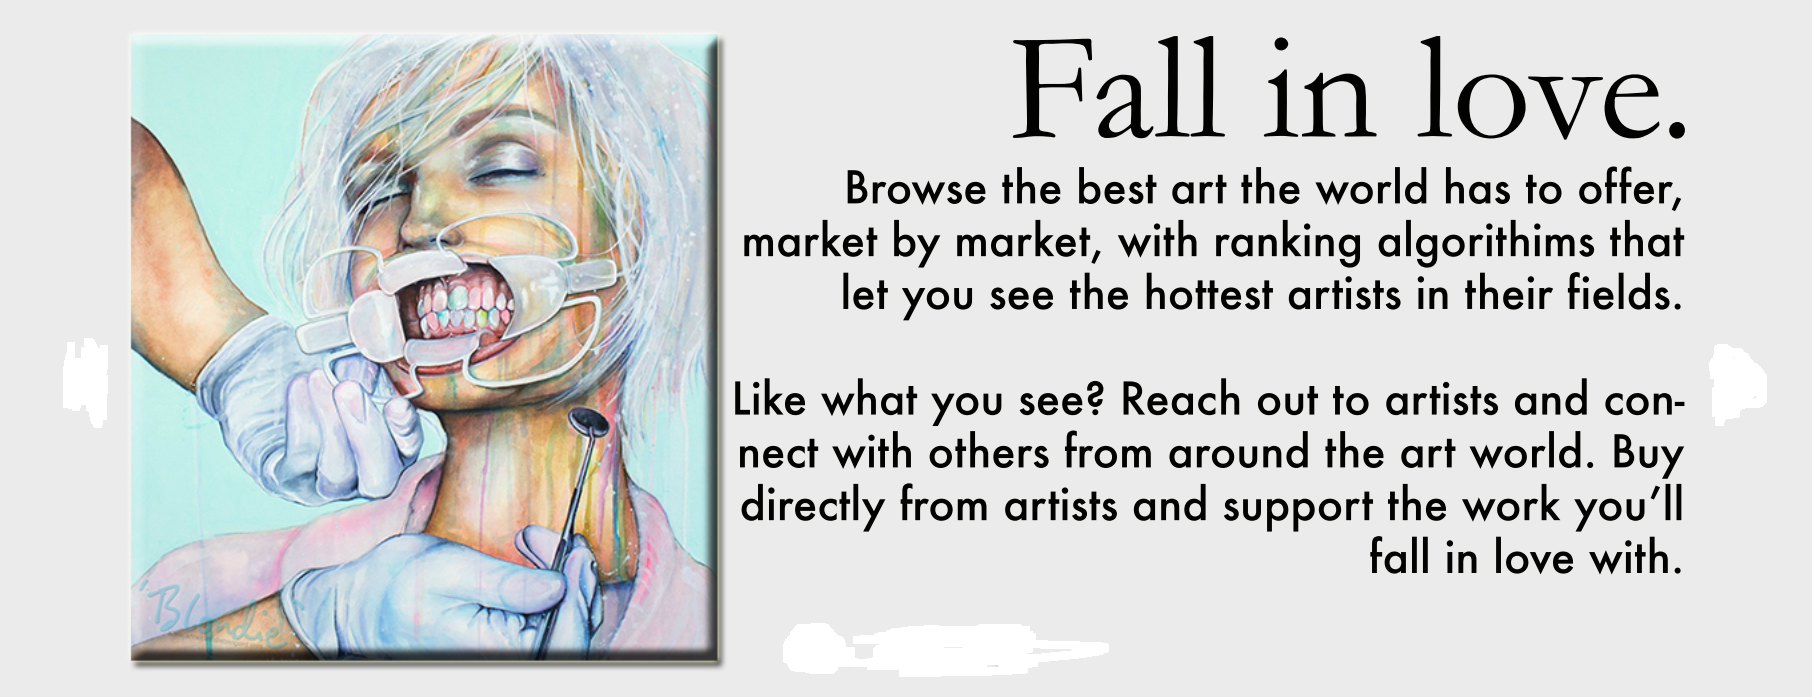 Fall in love.
Browse the best art the world has to offer,
market by market, with ranking algorithims that
let you see the hottest artists in their fields.
Like what you see? Reach out to artists and con-
nect with others from around the art world. Buy
directly from artists and support the work you’ll
fall in love with.
"Blondie"